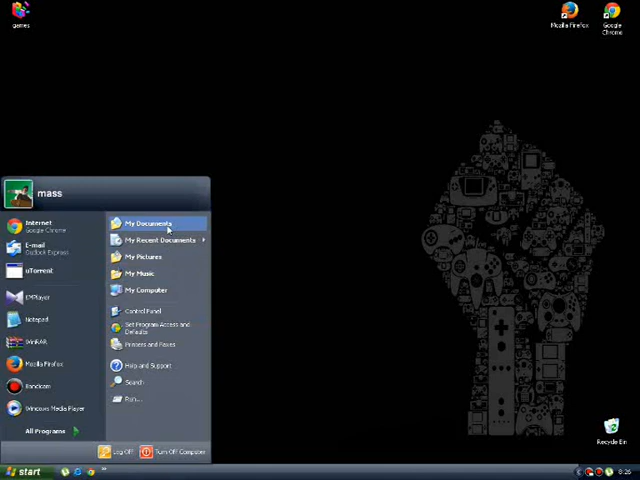 games
Mozilla Firefox
Google
Chrome
mass
Internet
Google Chrome
E-mail
Outlook Express
uTorrent
KMPlayer
Notepad
WinRAR
Mozilla Firefox
Bandicam
Windows Media Player
All Programs
My Documents
My Recent Documents
My Pictures
My Music
My Computer
Control Panel
Set Program Access and
Defaults
Printers and Faxes
Help and Support
Search
Run...
Log Off
Turn Off Computer
Recycle Bin
start
8:26